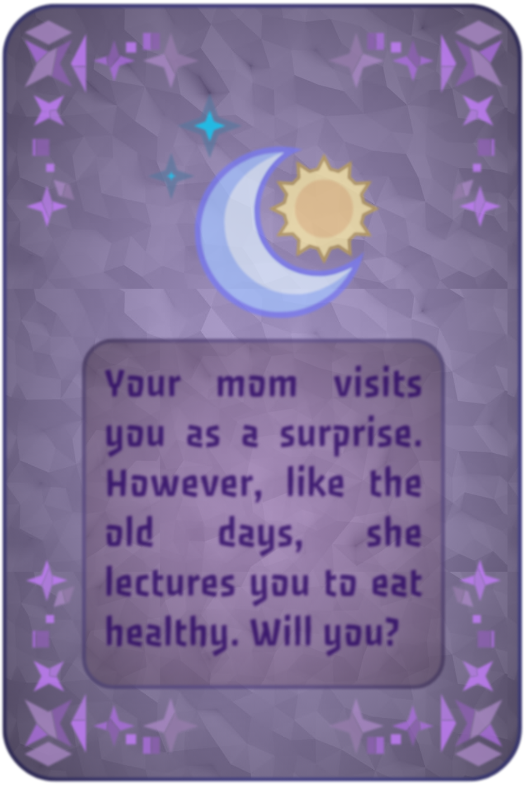 Your mom visits
you as a surprise.
However, like the
old days, she
lectures you to eat
healthy. Will you?